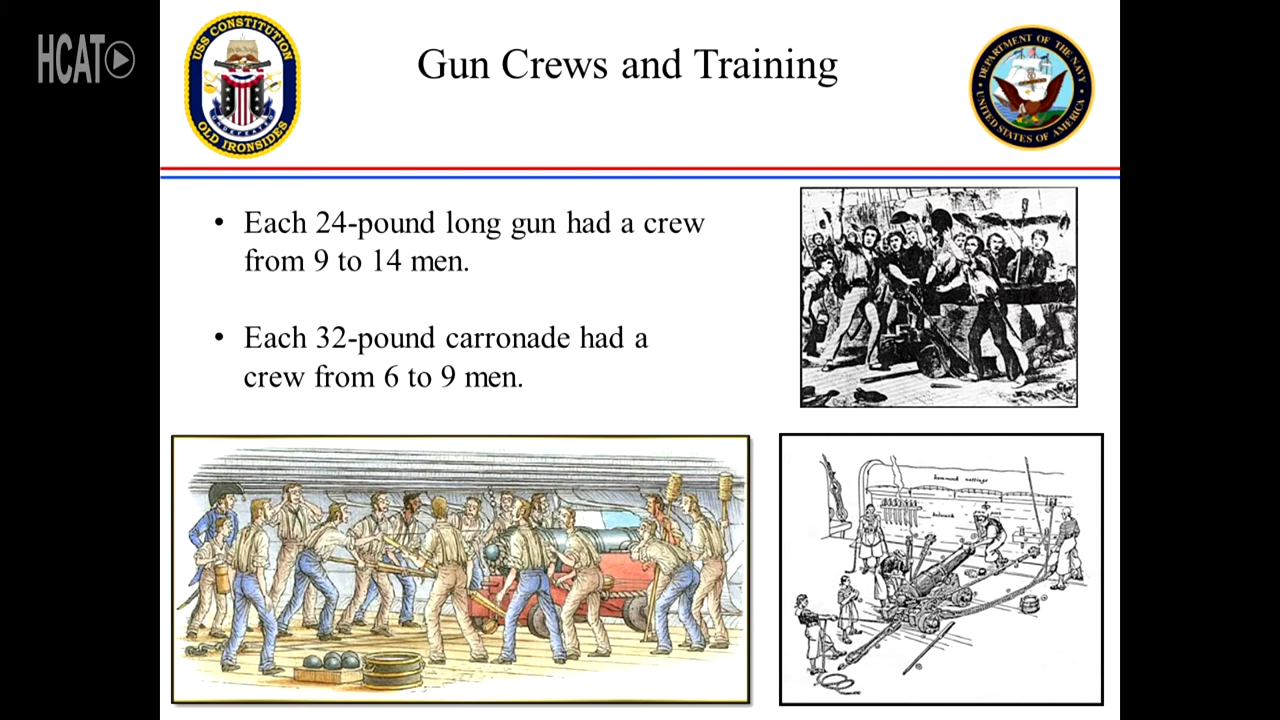 HCAT
USS CONSTITUTION
UNDEFEATED
OLD IRONSIDES
Gun Crews and Training
DEPARTMENT OF THE NAVY
UNITED STATES OF AMERICA
• Each 24-pound long gun had a crew
from 9 to 14 men.
• Each 32-pound carronade had a
crew from 6 to 9 men.
hammock nettings
bulwark